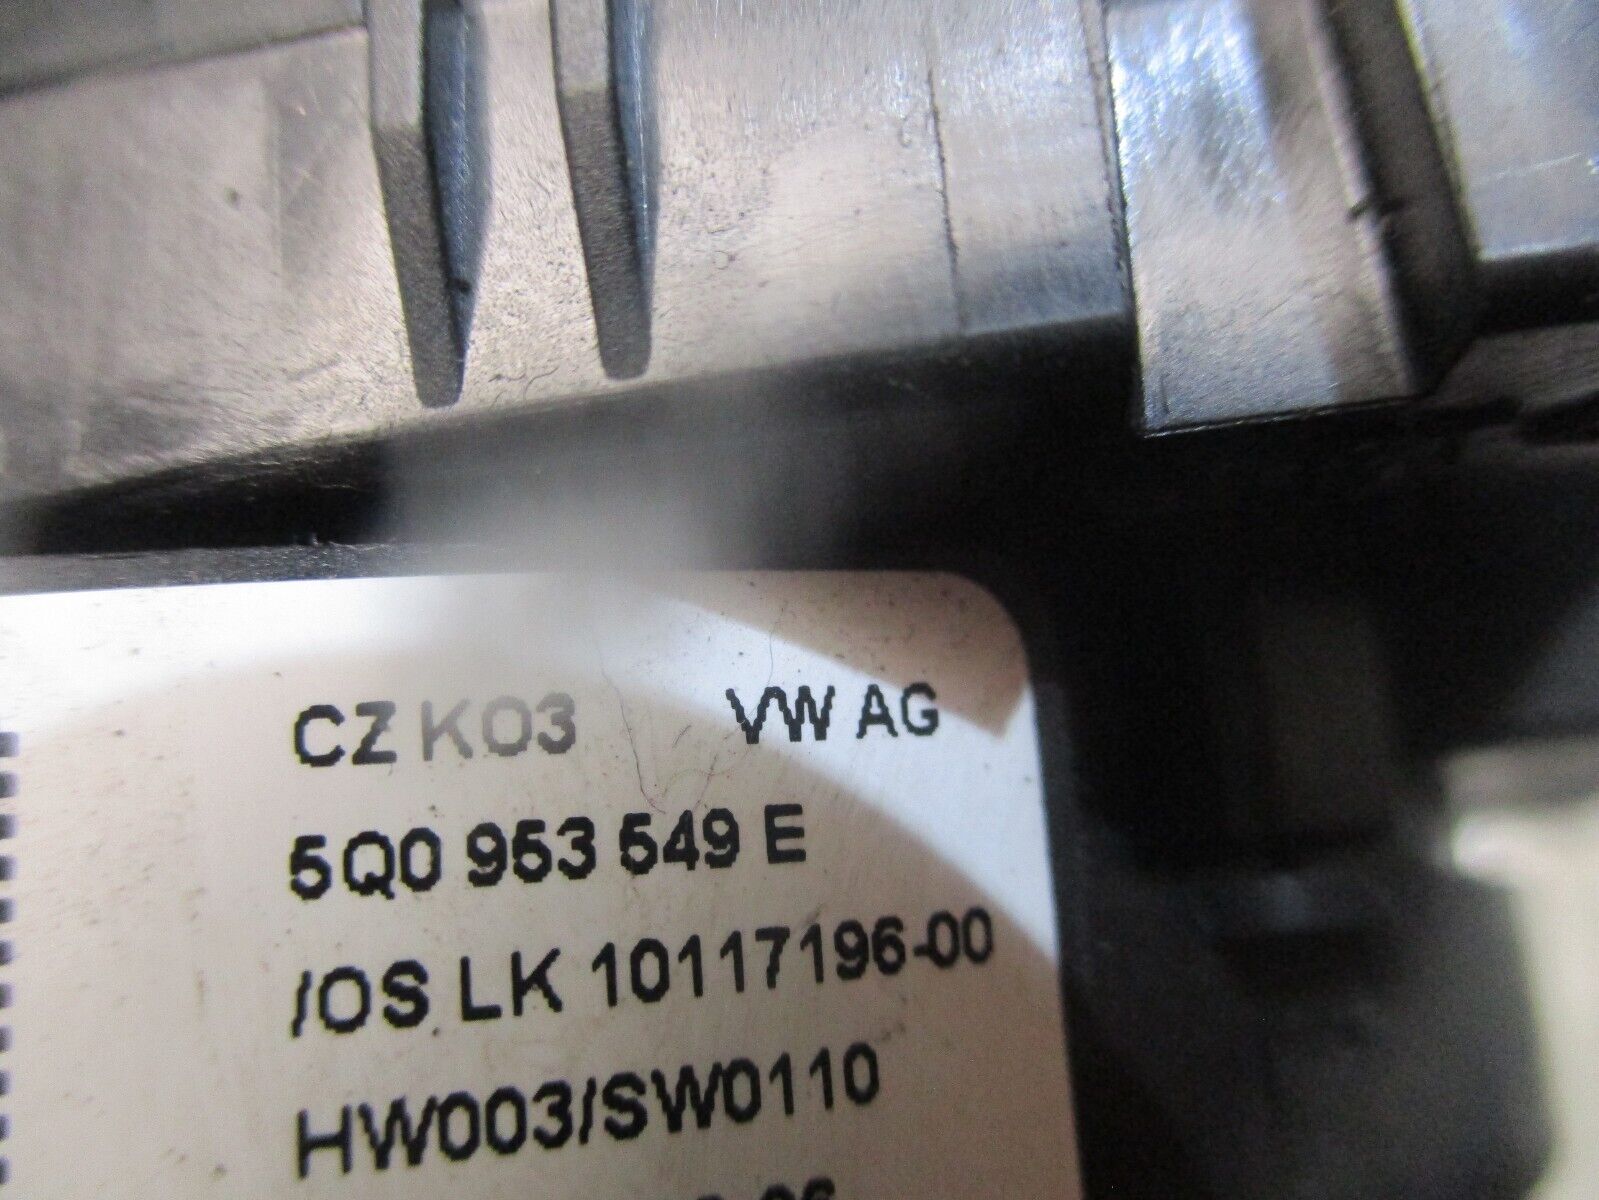 CZ K03 VW AG
5Q0 953 549 E
/OS LK 10117196-00
HW003/SW0110